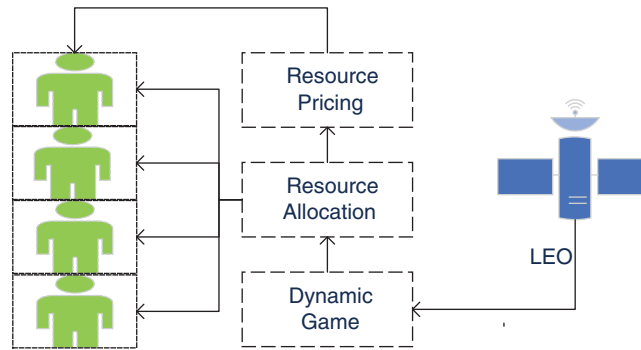 Resource
Pricing
Resource
Allocation
LEO
Dynamic
Game